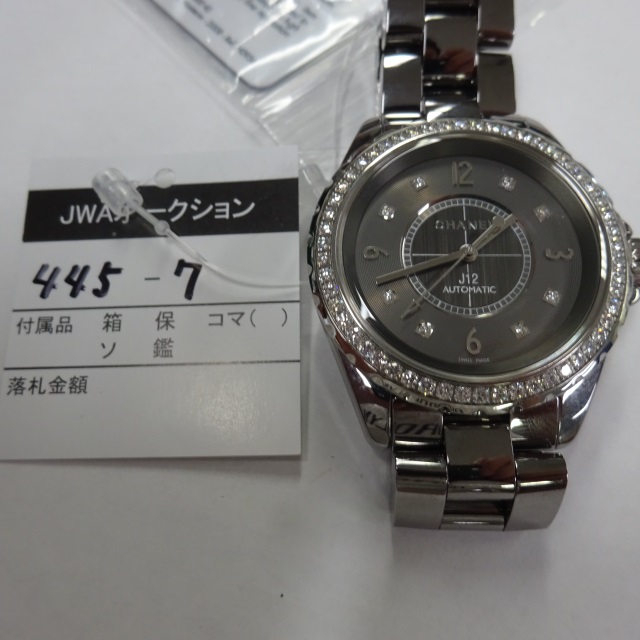 JWAオークション
445-7
付属品 箱 保 コマ( )
ソ 鑑
落札金額
12
CHANEL
9
3
J12
AUTOMATIC
6